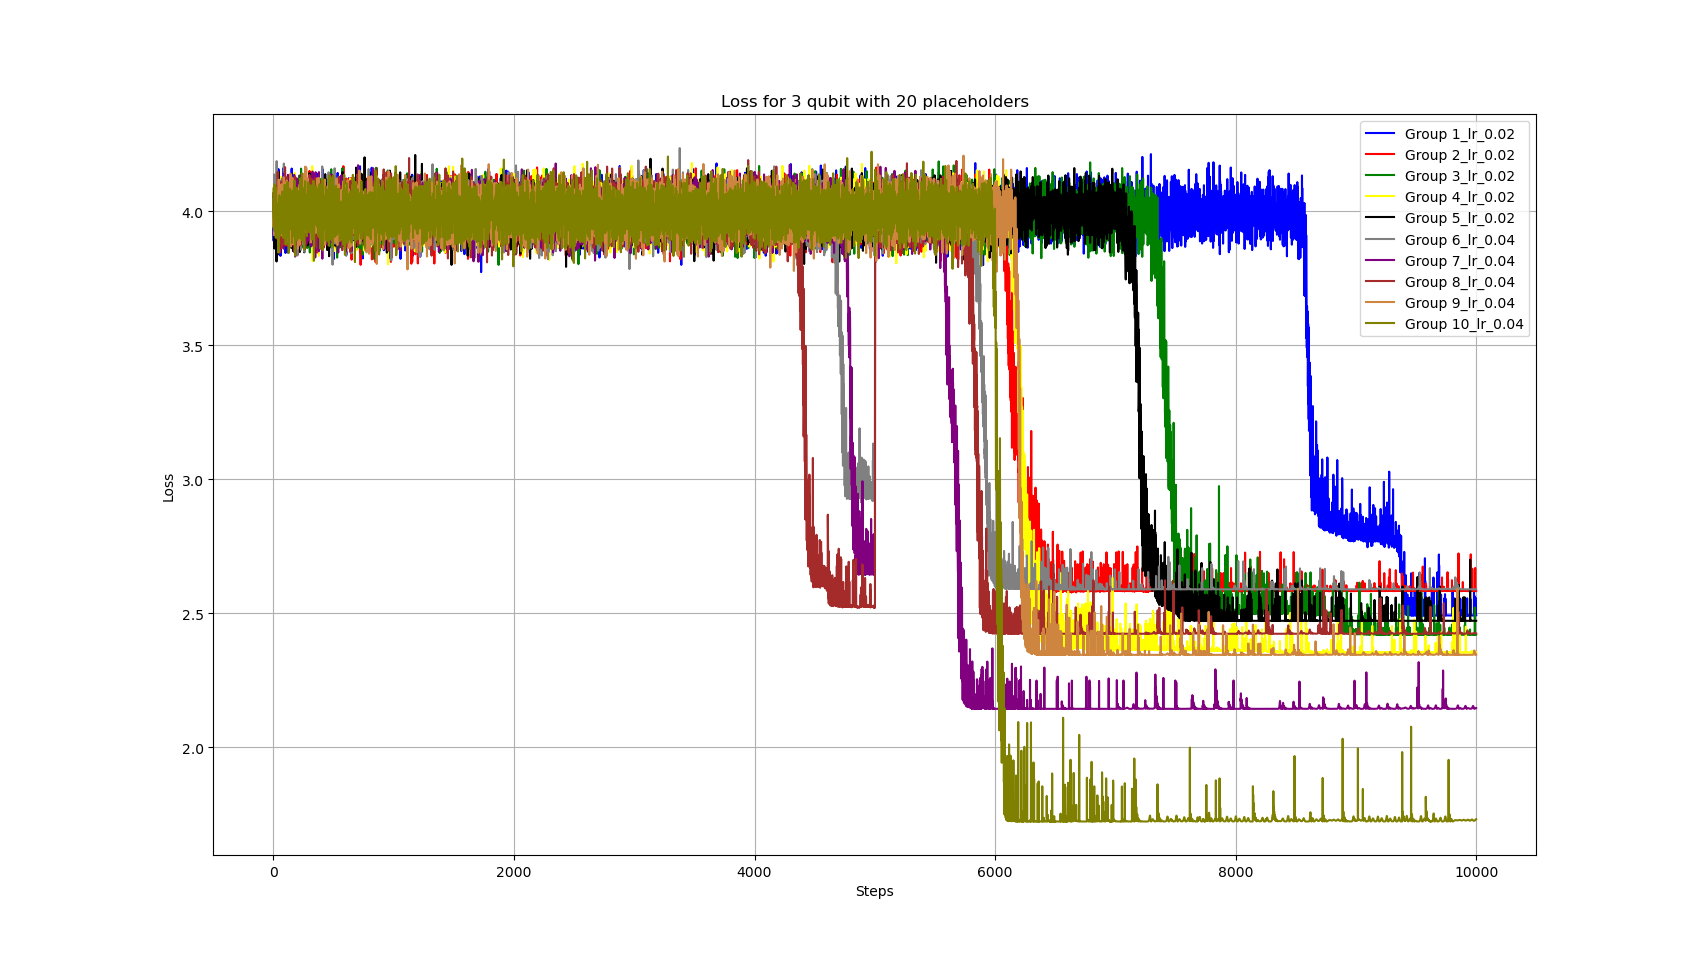 Loss for 3 qubit with 20 placeholders
Group 1_lr_0.02
Group 2_lr_0.02
Group 3_lr_0.02
Group 4_lr_0.02
Group 5_lr_0.02
Group 6_lr_0.04
Group 7_lr_0.04
Group 8_lr_0.04
Group 9_lr_0.04
Group 10_lr_0.04
4.0
3.5
3.0
2.5
2.0
Loss
0
2000
4000
6000
8000
10000
Steps